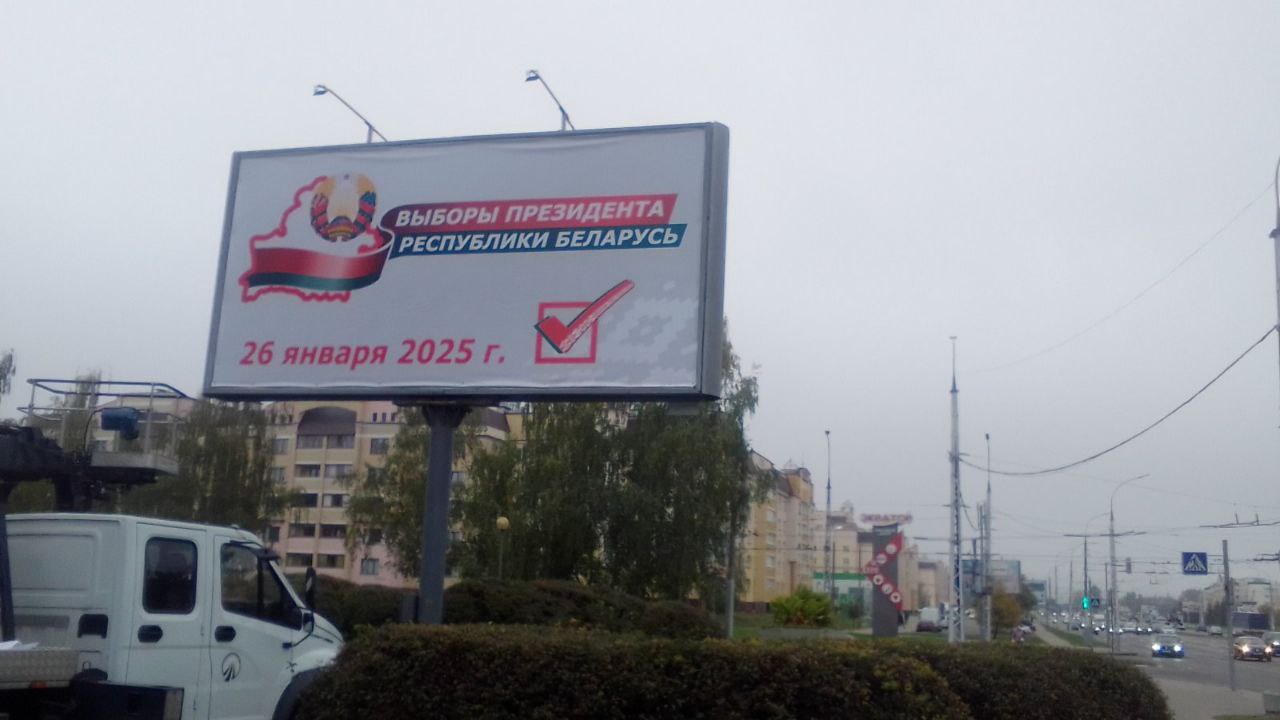 ВЫБОРЫ ПРЕЗИДЕНТА
РЕСПУБЛИКИ БЕЛАРУСЬ
26 января 2025 г.